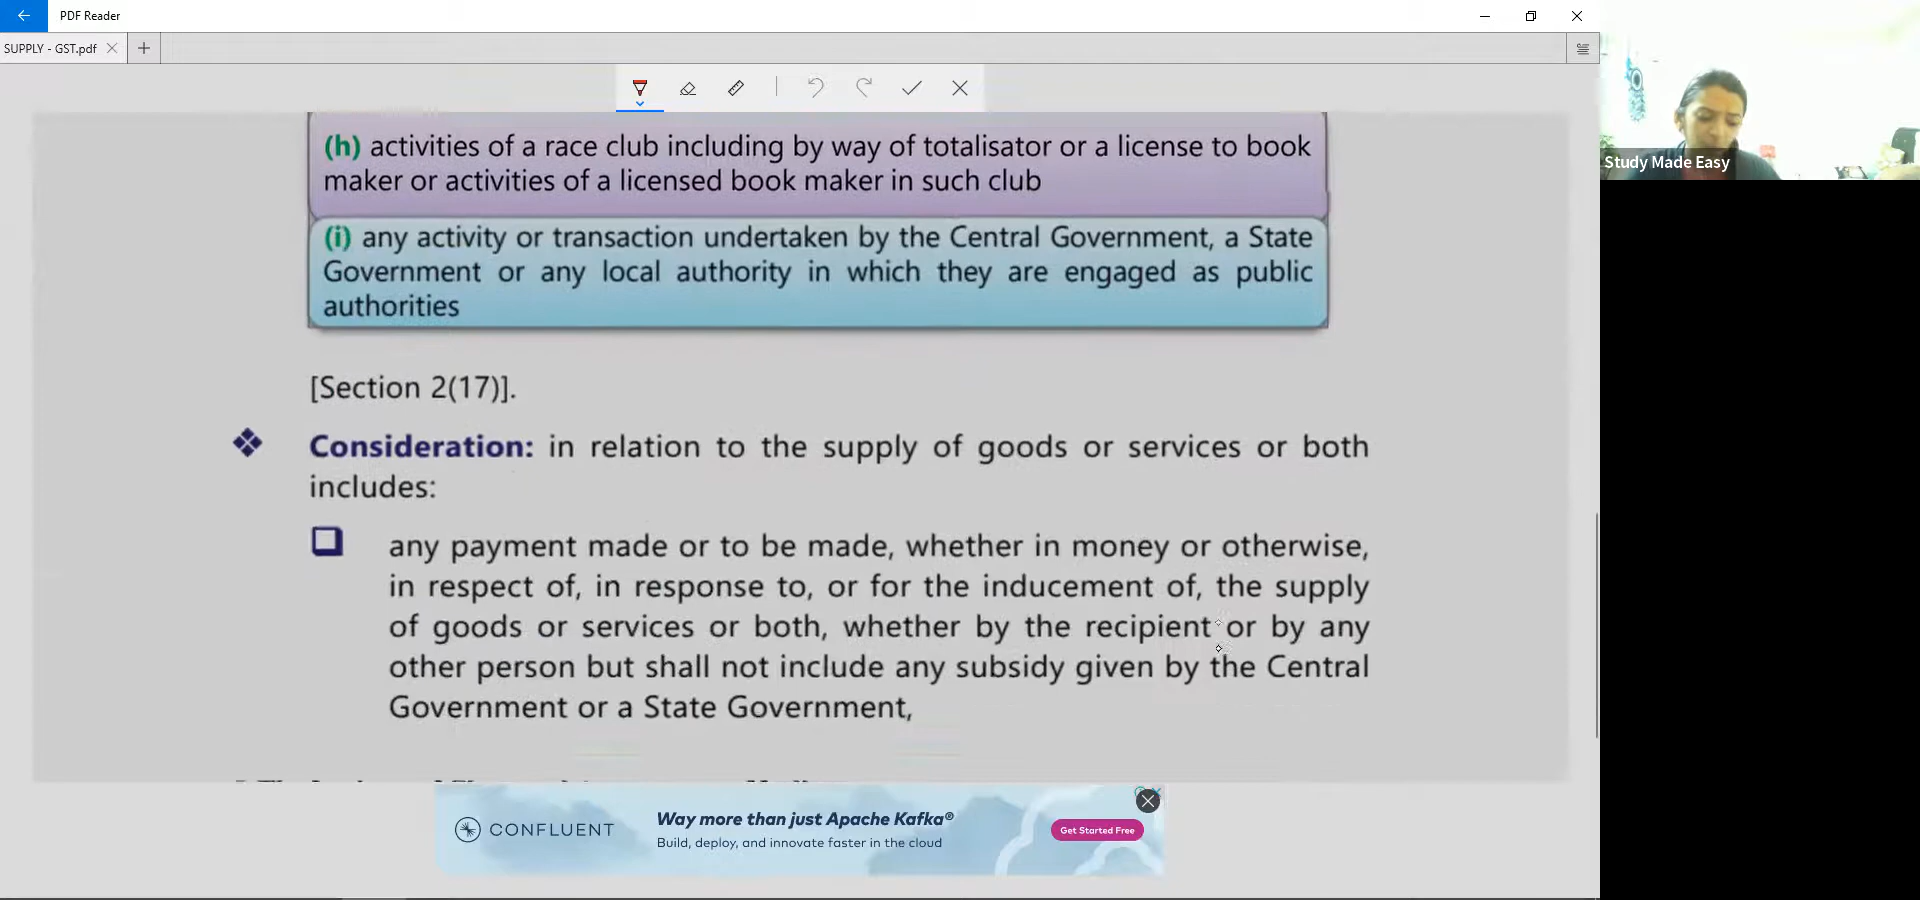 PDF Reader
SUPPLY - GST.pdf
(h) activities of a race club including by way of totalisator or a license to book
maker or activities of a licensed book maker in such club
(i) any activity or transaction undertaken by the Central Government, a State
Government or any local authority in which they are engaged as public
authorities
[Section 2(17)].
Consideration: in relation to the supply of goods or services or both
includes:
any payment made or to be made, whether in money or otherwise,
in respect of, in response to, or for the inducement of, the supply
of goods or services or both, whether by the recipient or by any
other person but shall not include any subsidy given by the Central
Government or a State Government,
CONFLUENT
Way more than just Apache Kafka®
Build, deploy, and innovate faster in the cloud
Get Started Free
Study Made Easy